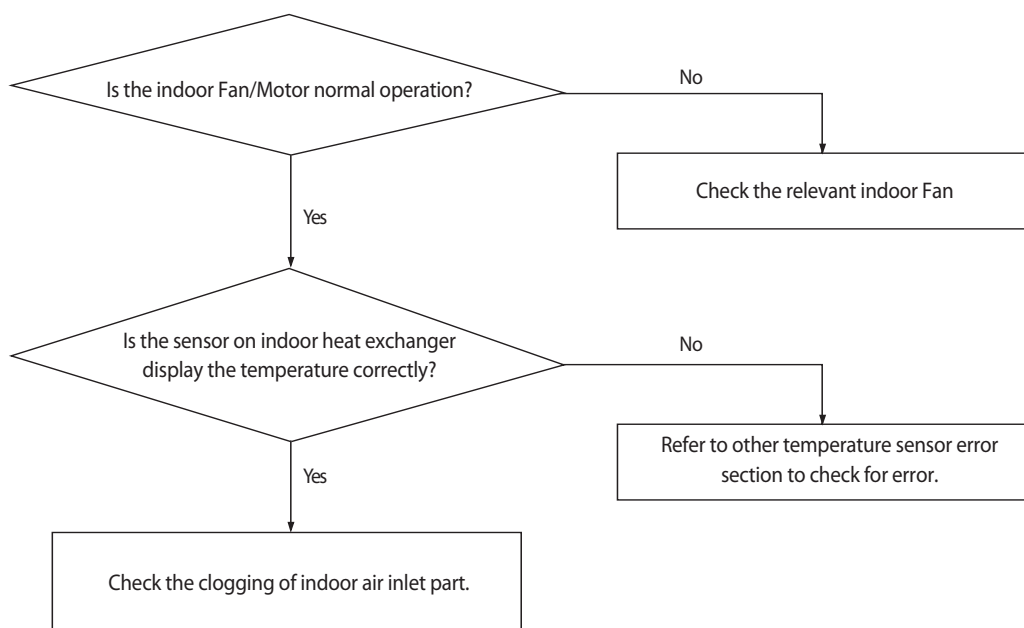 Is the indoor Fan/Motor normal operation?
No
Check the relevant indoor Fan
Yes
Is the sensor on indoor heat exchanger
display the temperature correctly?
No
Refer to other temperature sensor error
section to check for error.
Yes
Check the clogging of indoor air inlet part.